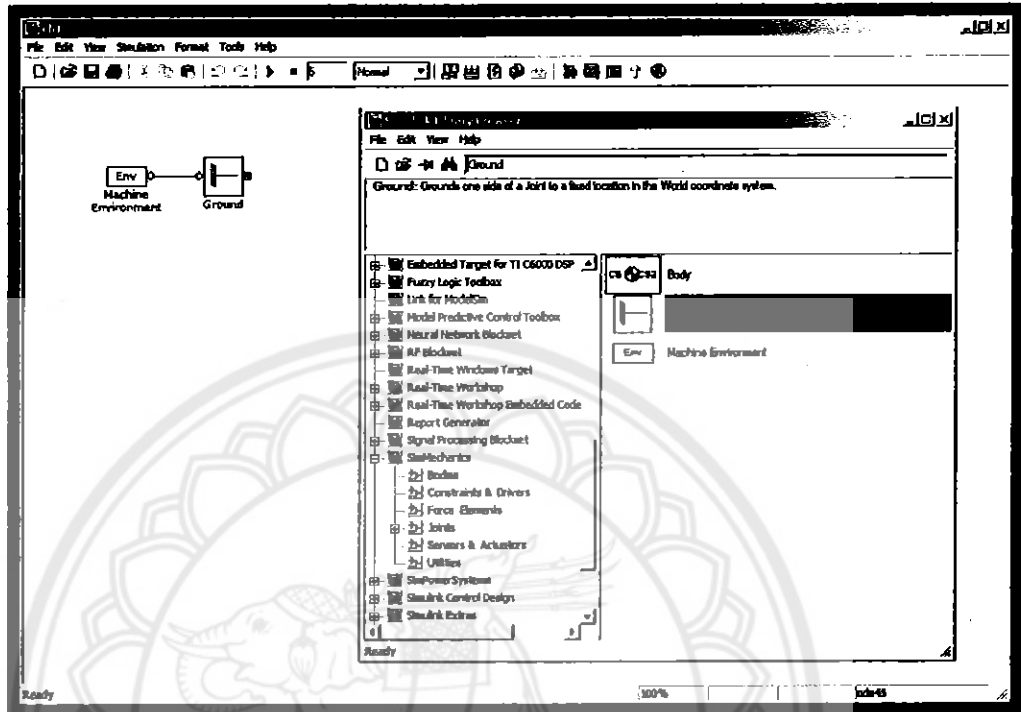 File Edit View Simulation Format Tools Help
Normal
File Edit View Help
Ground
Ground: Grounds one side of a Joint to a fixed location in the World coordinate system.
Env
Machine
Environment
Ground
Embedded Target for TI C6000 DSP
Fuzzy Logic Toolbox
Link for ModelSim
Model Predictive Control Toolbox
Neural Network Blockset
RF Blockset
Real-Time Windows Target
Real-Time Workshop
Real-Time Workshop Embedded Code
Report Generator
Signal Processing Blockset
SimMechanics
Bodies
Constraints & Drivers
Force Elements
Joints
Sensors & Actuators
Utilities
SimPowerSystems
Simulink Control Design
Simulink Extras
CS CS2 Body
Env Machine Environment
Ready
Ready
100%
ode45